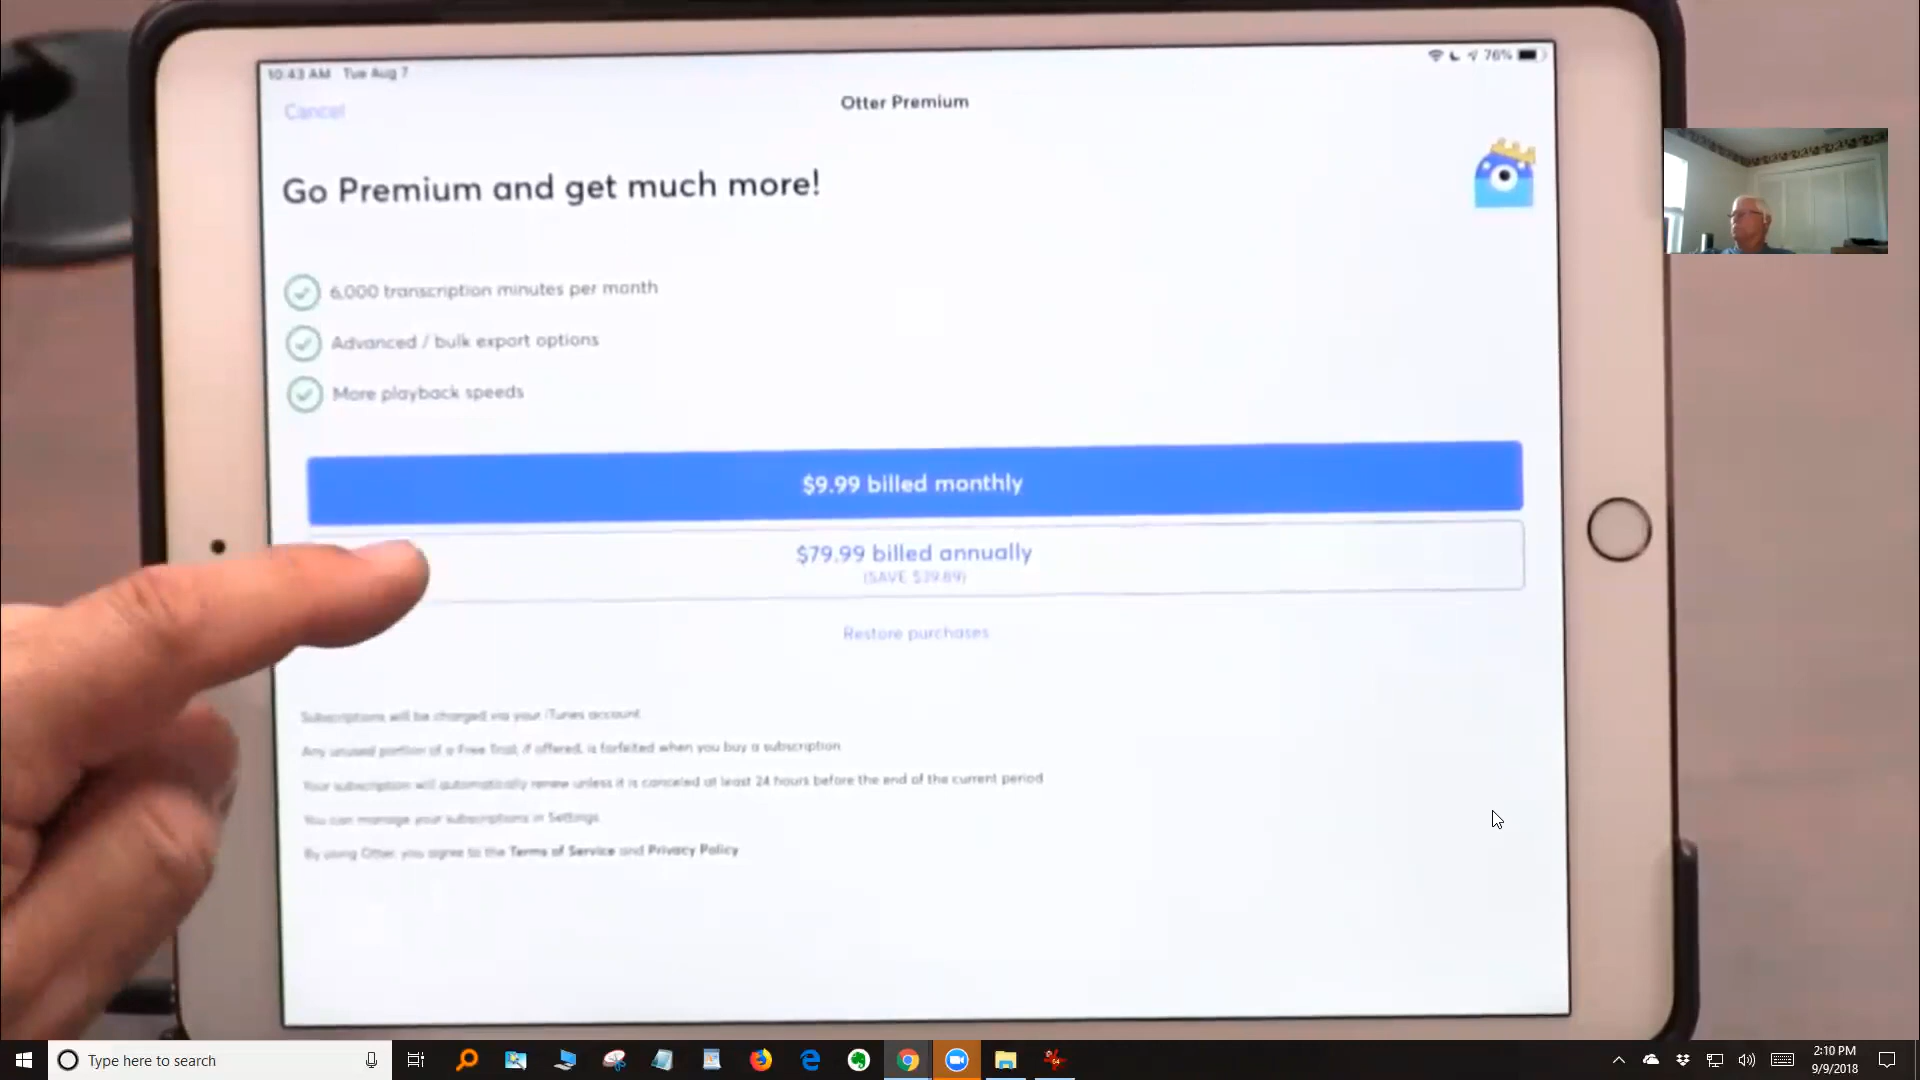 10:43 AM Tue Aug 7
76%
Cancel
Otter Premium
Go Premium and get much more!
6,000 transcription minutes per month
Advanced / bulk export options
More playback speeds
$9.99 billed monthly
$79.99 billed annually
(SAVE $39.89)
Restore purchases
Subscriptions will be charged via your iTunes account
Any unused portion of a Free Trial, if offered, is forfeited when you buy a subscription
Your subscription will automatically renew unless it is canceled at least 24 hours before the end of the current period
You can manage your subscriptions in Settings
By using Otter, you agree to the Terms of Service and Privacy Policy
Type here to search
2:10 PM
9/9/2018